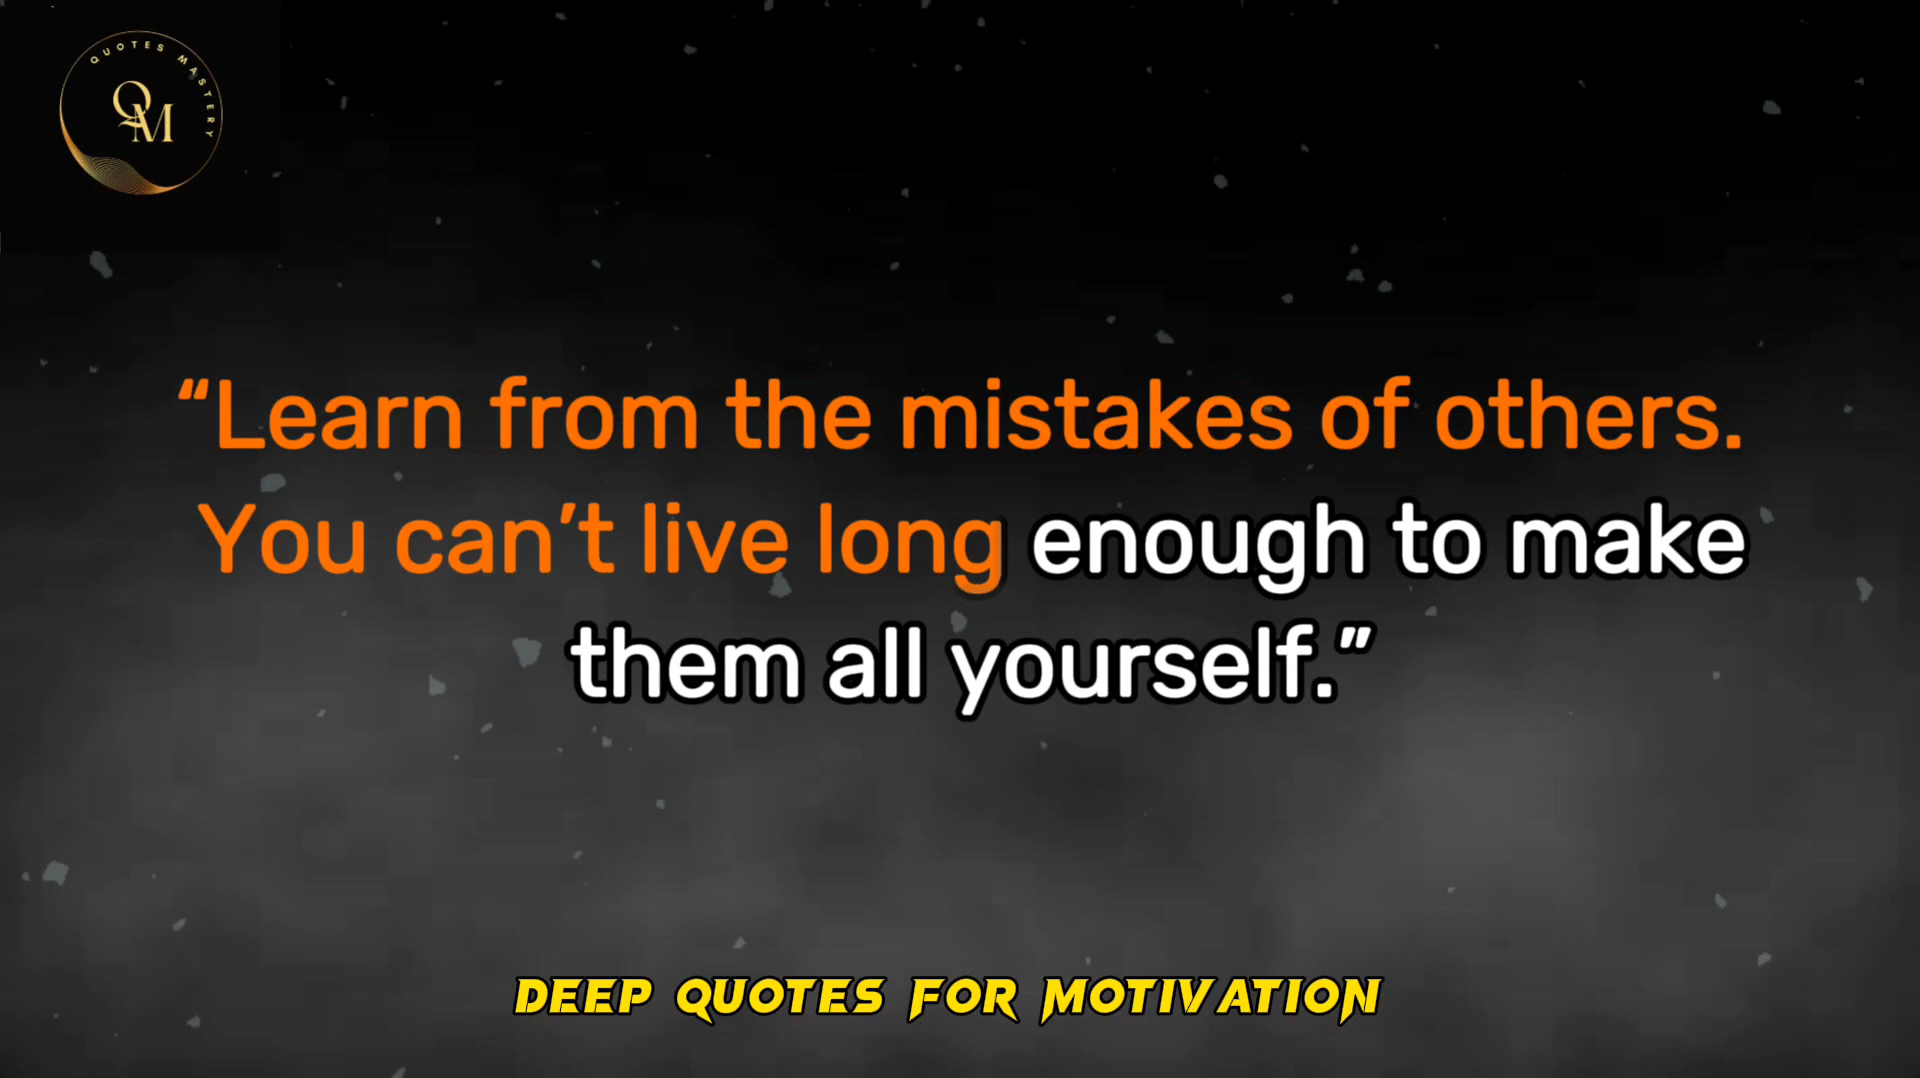 QUOTES MASTERY
QM
“Learn from the mistakes of others.
You can’t live long enough to make
them all yourself.”
DEEP QUOTES FOR MOTIVATION